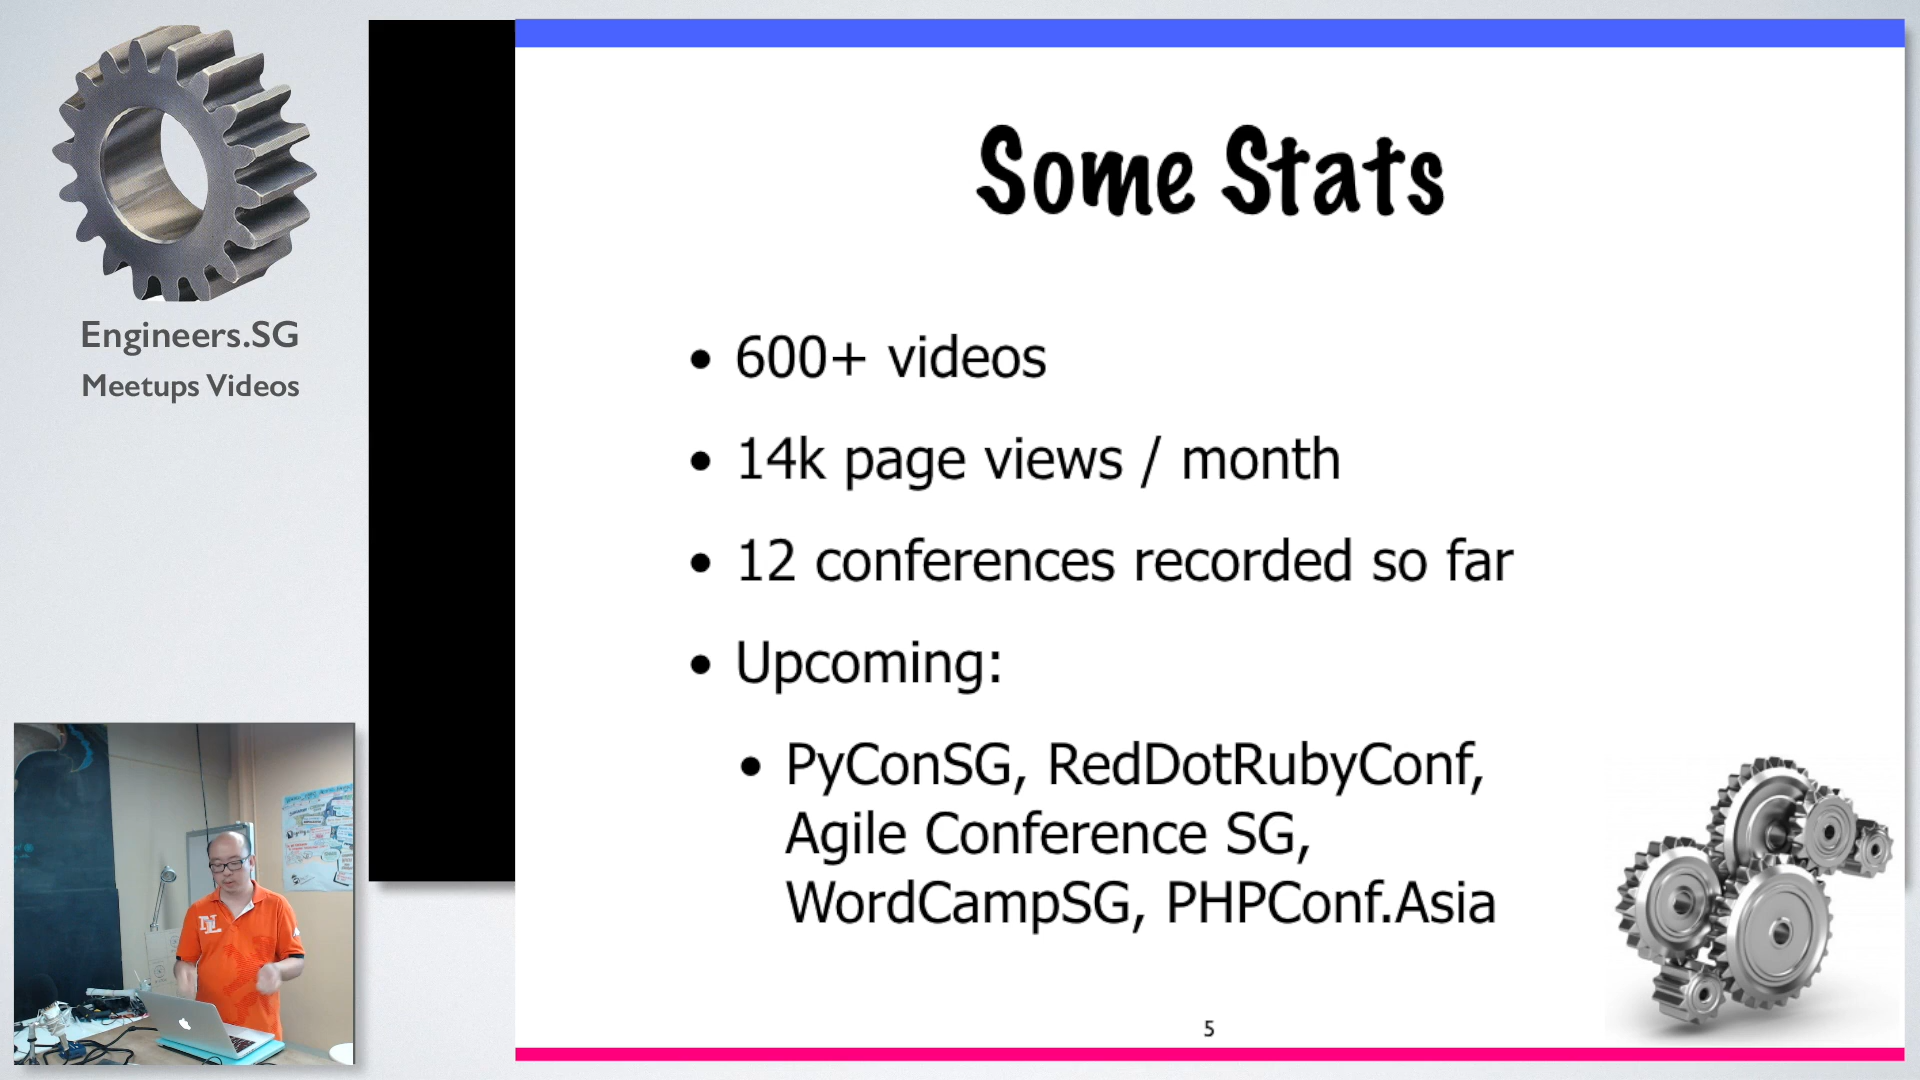 Engineers.SG
Meetups Videos
Some Stats
• 600+ videos
• 14k page views / month
• 12 conferences recorded so far
• Upcoming:
• PyConSG, RedDotRubyConf,
Agile Conference SG,
WordCampSG, PHPConf.Asia
5